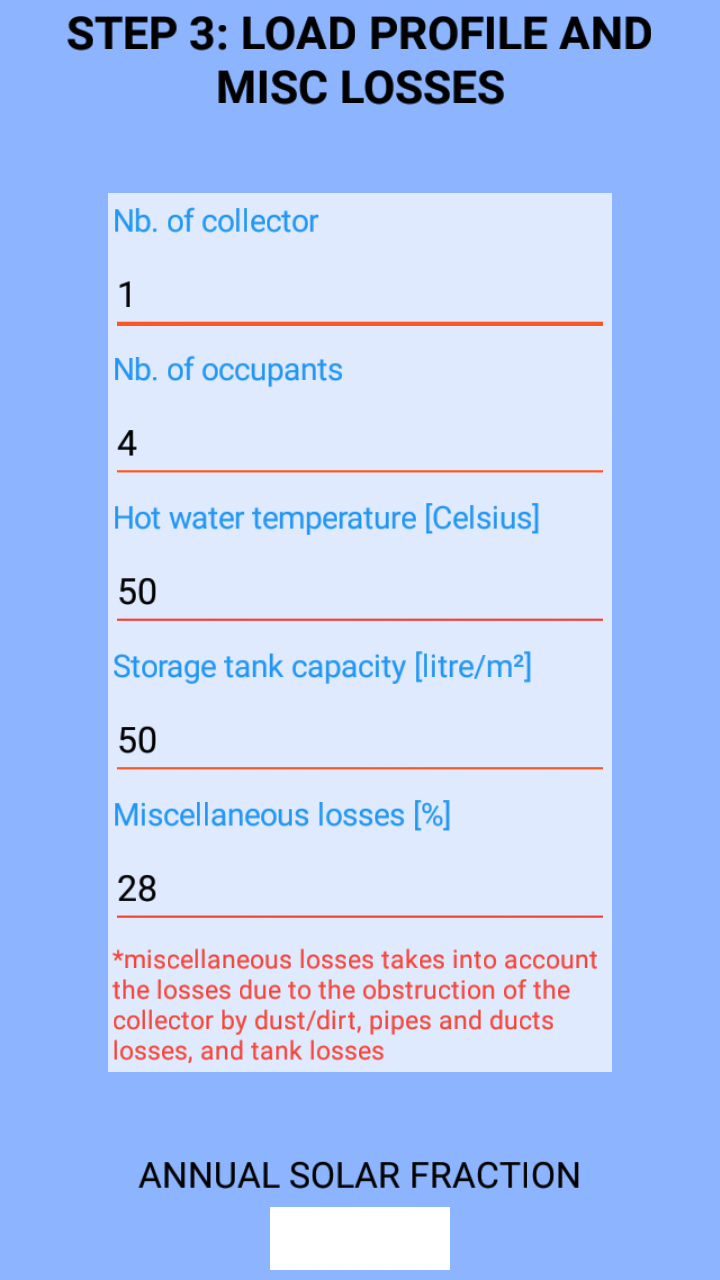 STEP 3: LOAD PROFILE AND
MISC LOSSES
Nb. of collector
1
Nb. of occupants
4
Hot water temperature [Celsius]
50
Storage tank capacity [litre/m²]
50
Miscellaneous losses [%]
28
*miscellaneous losses takes into account
the losses due to the obstruction of the
collector by dust/dirt, pipes and ducts
losses, and tank losses
ANNUAL SOLAR FRACTION